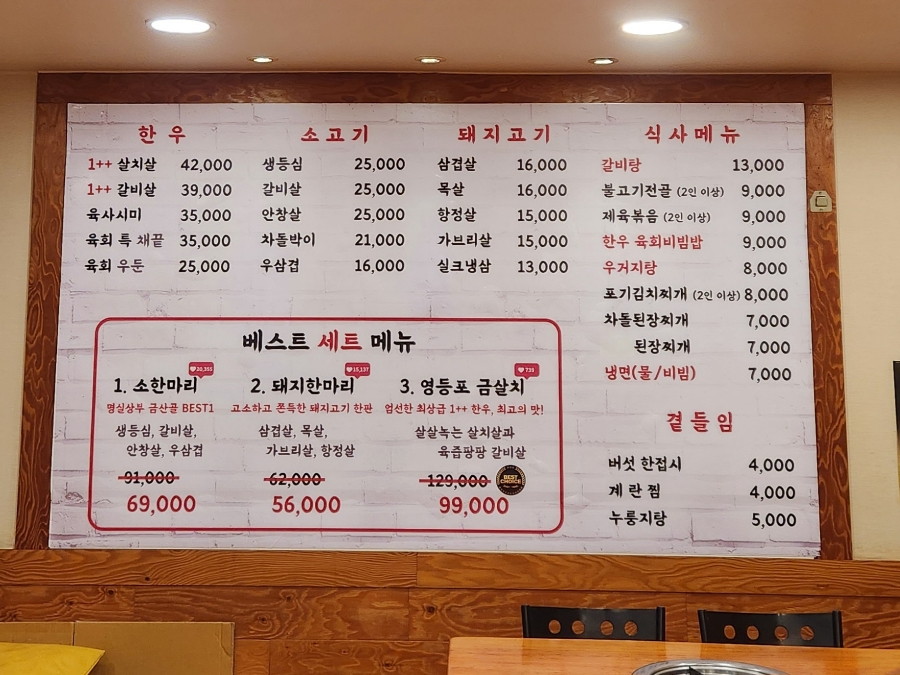 한우
1++ 살치살 42,000
1++ 갈비살 39,000
육사시미 35,000
육회 특 채끝 35,000
육회 우둔 25,000
소고기
생등심 25,000
갈비살 25,000
안창살 25,000
차돌박이 21,000
우삼겹 16,000
돼지고기
삼겹살 16,000
목살 16,000
항정살 15,000
가브리살 15,000
실크냉삼 13,000
식사메뉴
갈비탕 13,000
불고기전골 (2인 이상) 9,000
제육볶음 (2인 이상) 9,000
한우 육회비빔밥 9,000
우거지탕 8,000
포기김치찌개 (2인 이상) 8,000
차돌된장찌개 7,000
된장찌개 7,000
냉면(물/비빔) 7,000
곁들임
버섯 한접시 4,000
계란찜 4,000
누룽지탕 5,000
베스트 세트 메뉴
20,355
1. 소한마리
명실상부 금산골 BEST1
생등심, 갈비살,
안창살, 우삼겹
91,000
69,000
15,137
2. 돼지한마리
고소하고 쫀득한 돼지고기 한판
삼겹살, 목살,
가브리살, 항정살
62,000
56,000
735
3. 영등포 금살치
엄선한 최상급 1++ 한우, 최고의 맛!
살살녹는 살치살과
육즙팡팡 갈비살
129,000
BEST
CHOICE
99,000